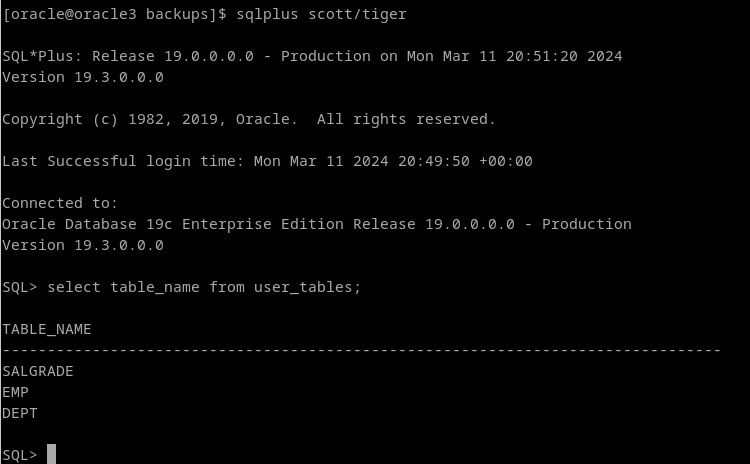 [oracle@oracle3 backups]$ sqlplus scott/tiger
SQL*Plus: Release 19.0.0.0.0 - Production on Mon Mar 11 20:51:20 2024
Version 19.3.0.0.0
Copyright (c) 1982, 2019, Oracle.  All rights reserved.
Last Successful login time: Mon Mar 11 2024 20:49:50 +00:00
Connected to:
Oracle Database 19c Enterprise Edition Release 19.0.0.0.0 - Production
Version 19.3.0.0.0
SQL> select table_name from user_tables;
TABLE_NAME
--------------------------------------------------------------------------------
SALGRADE
EMP
DEPT
SQL>